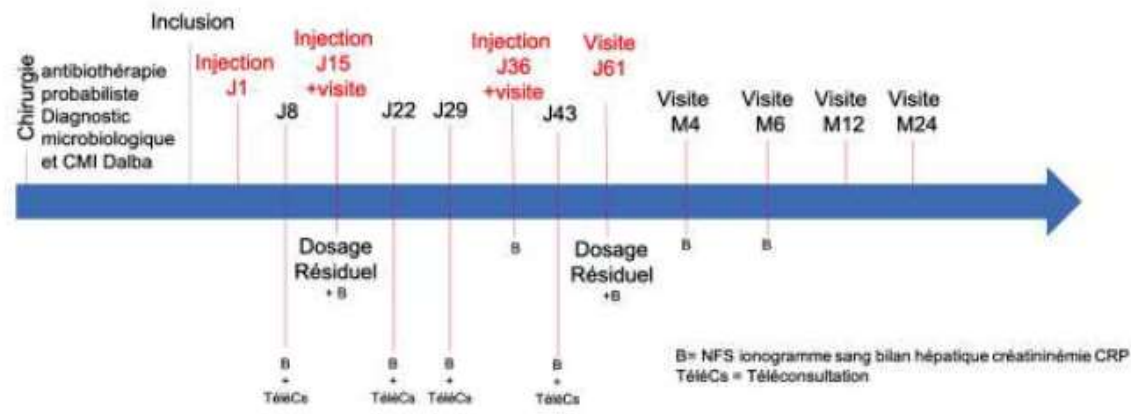 Chirurgie
antibiothérapie
probabiliste
Diagnostic
microbiologique
et CMI Dalba
Inclusion
Injection
J1
J8
Injection
J15
+visite
J22
J29
Injection
J36
+visite
J43
Visite
J61
Visite
M4
Visite
M6
Visite
M12
Visite
M24
Dosage
Résiduel
+ B
B
Dosage
Résiduel
+B
B
B
B
+
TéléCs
B
+
TéléCs
B
+
TéléCs
B
+
TéléCs
B= NFS ionogramme sang bilan hépatique créatininémie CRP
TéléCs = Téléconsultation